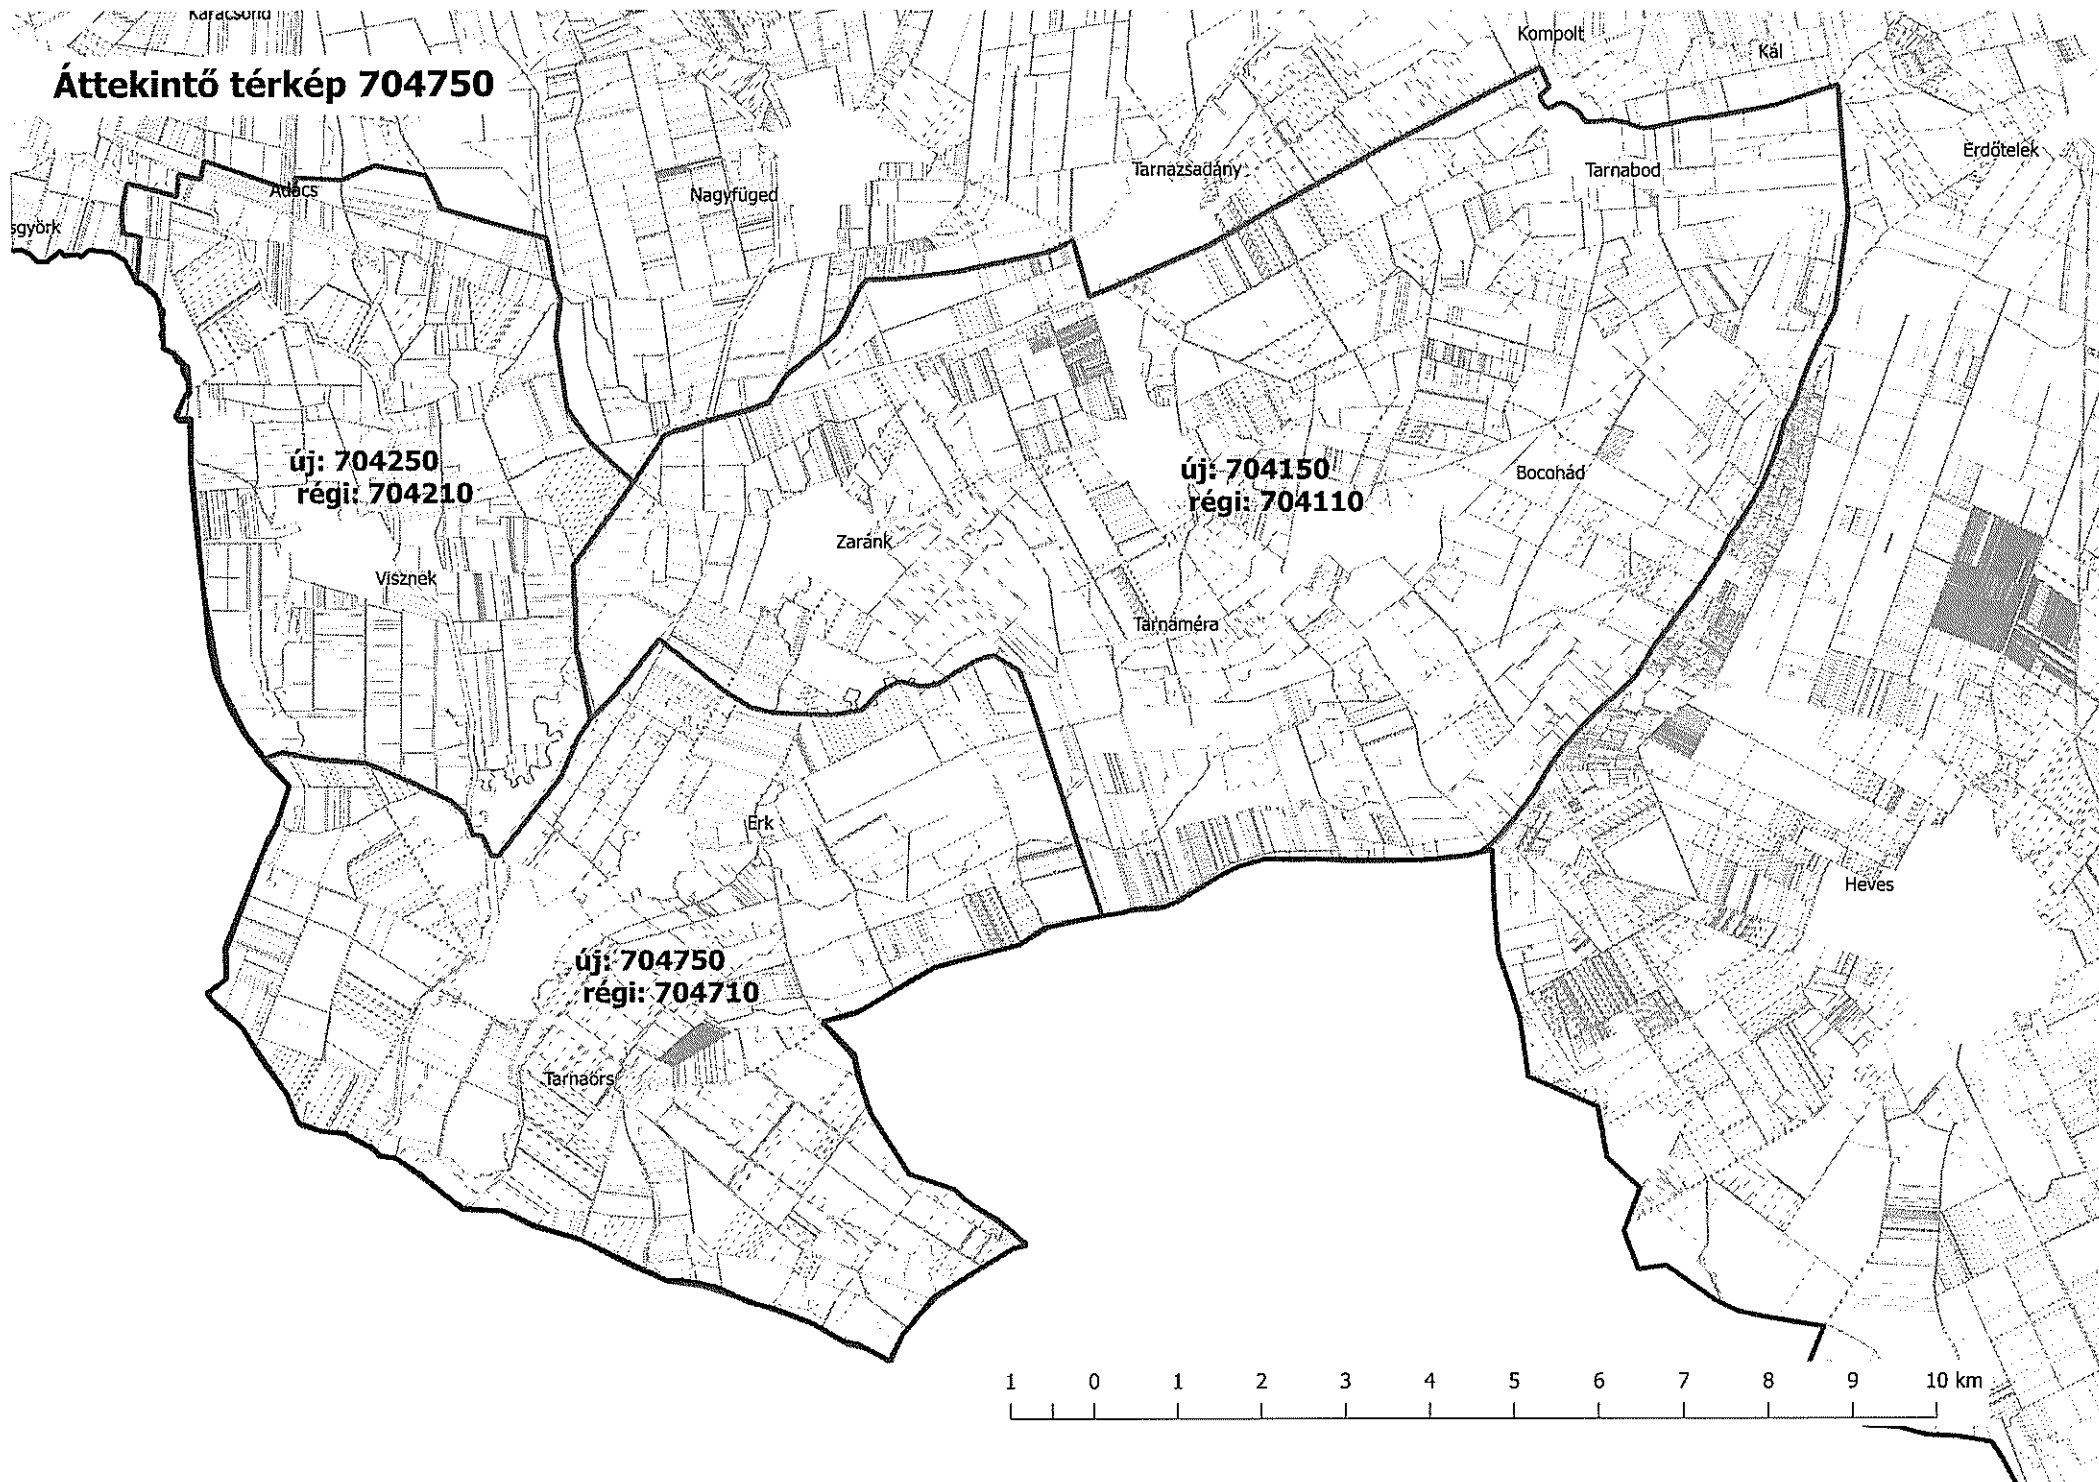 Karácsond
Kompolt
Kál
Áttekintő térkép 704750
Erdőtelek
Tarnazsadány
Tarnabod
Adács
Nagyfüged
sgyörk
új: 704250
régi: 704210
új: 704150
régi: 704110
Bocohád
Zaránk
Visznek
Tarnaméra
Erk
Heves
új: 704750
régi: 704710
Tarnaörs
1 0 1 2 3 4 5 6 7 8 9 10 km